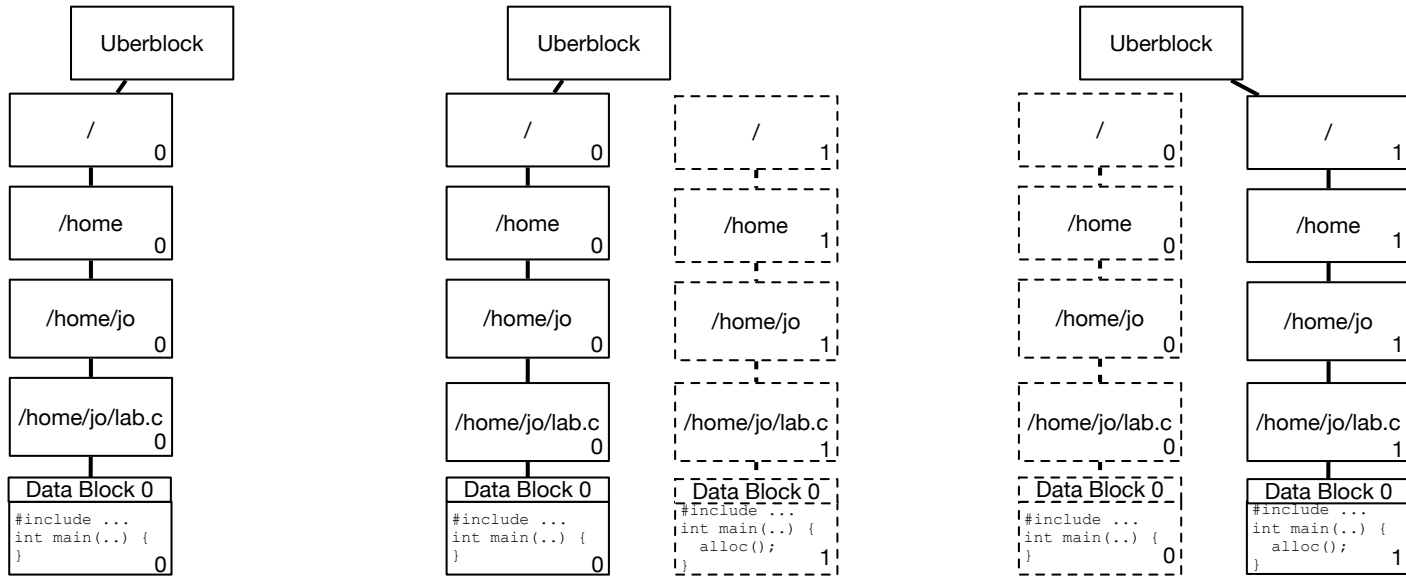 Uberblock
/
0
/home
0
/home/jo
0
/home/jo/lab.c
0
Data Block 0
#include ...
int main(..) {
}
0
Uberblock
/
0
/home
0
/home/jo
0
/home/jo/lab.c
0
Data Block 0
#include ...
int main(..) {
}
0
/
1
/home
1
/home/jo
1
/home/jo/lab.c
1
Data Block 0
#include ...
int main(..) {
alloc();
}
1
Uberblock
/
0
/home
0
/home/jo
0
/home/jo/lab.c
0
Data Block 0
#include ...
int main(..) {
}
0
/
1
/home
1
/home/jo
1
/home/jo/lab.c
1
Data Block 0
#include ...
int main(..) {
alloc();
}
1